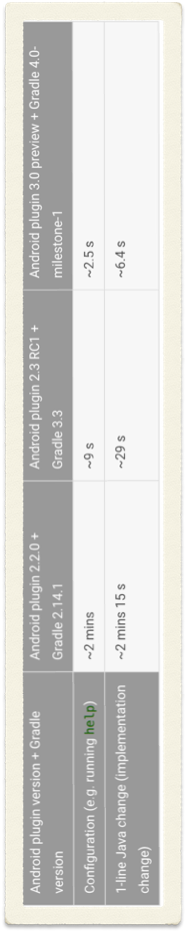 Android plugin version + Gradle
version
Android plugin 2.2.0 +
Gradle 2.14.1
Android plugin 2.3 RC1 +
Gradle 3.3
Android plugin 3.0 preview + Gradle 4.0-
milestone-1
Configuration (e.g. running help)
~2 mins
~9 s
~2.5 s
1-line Java change (implementation
change)
~2 mins 15 s
~29 s
~6.4 s